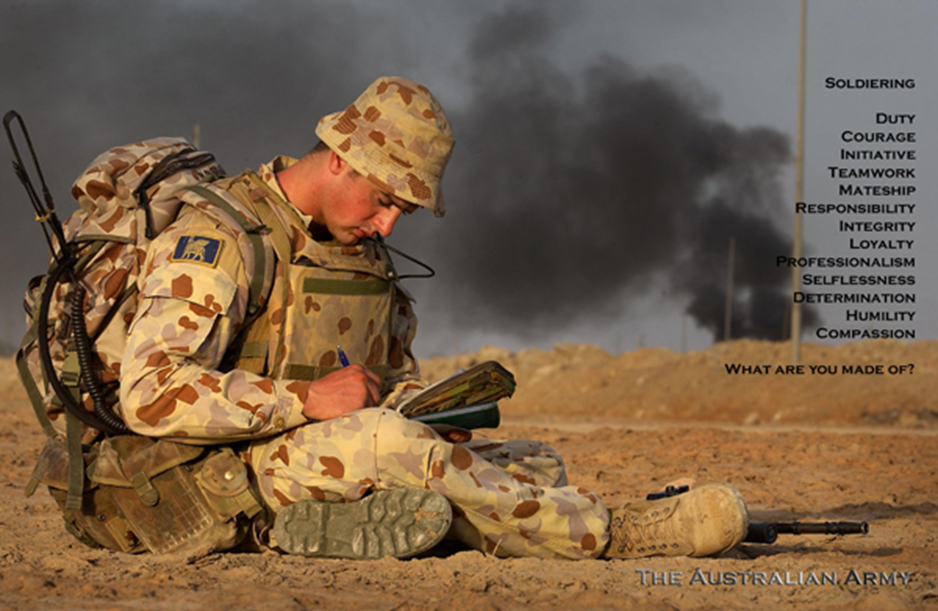 SOLDIERING
DUTY
COURAGE
INITIATIVE
TEAMWORK
MATESHIP
RESPONSIBILITY
INTEGRITY
LOYALTY
PROFESSIONALISM
SELFLESSNESS
DETERMINATION
HUMILITY
COMPASSION
WHAT ARE YOU MADE OF?
THE AUSTRALIAN ARMY